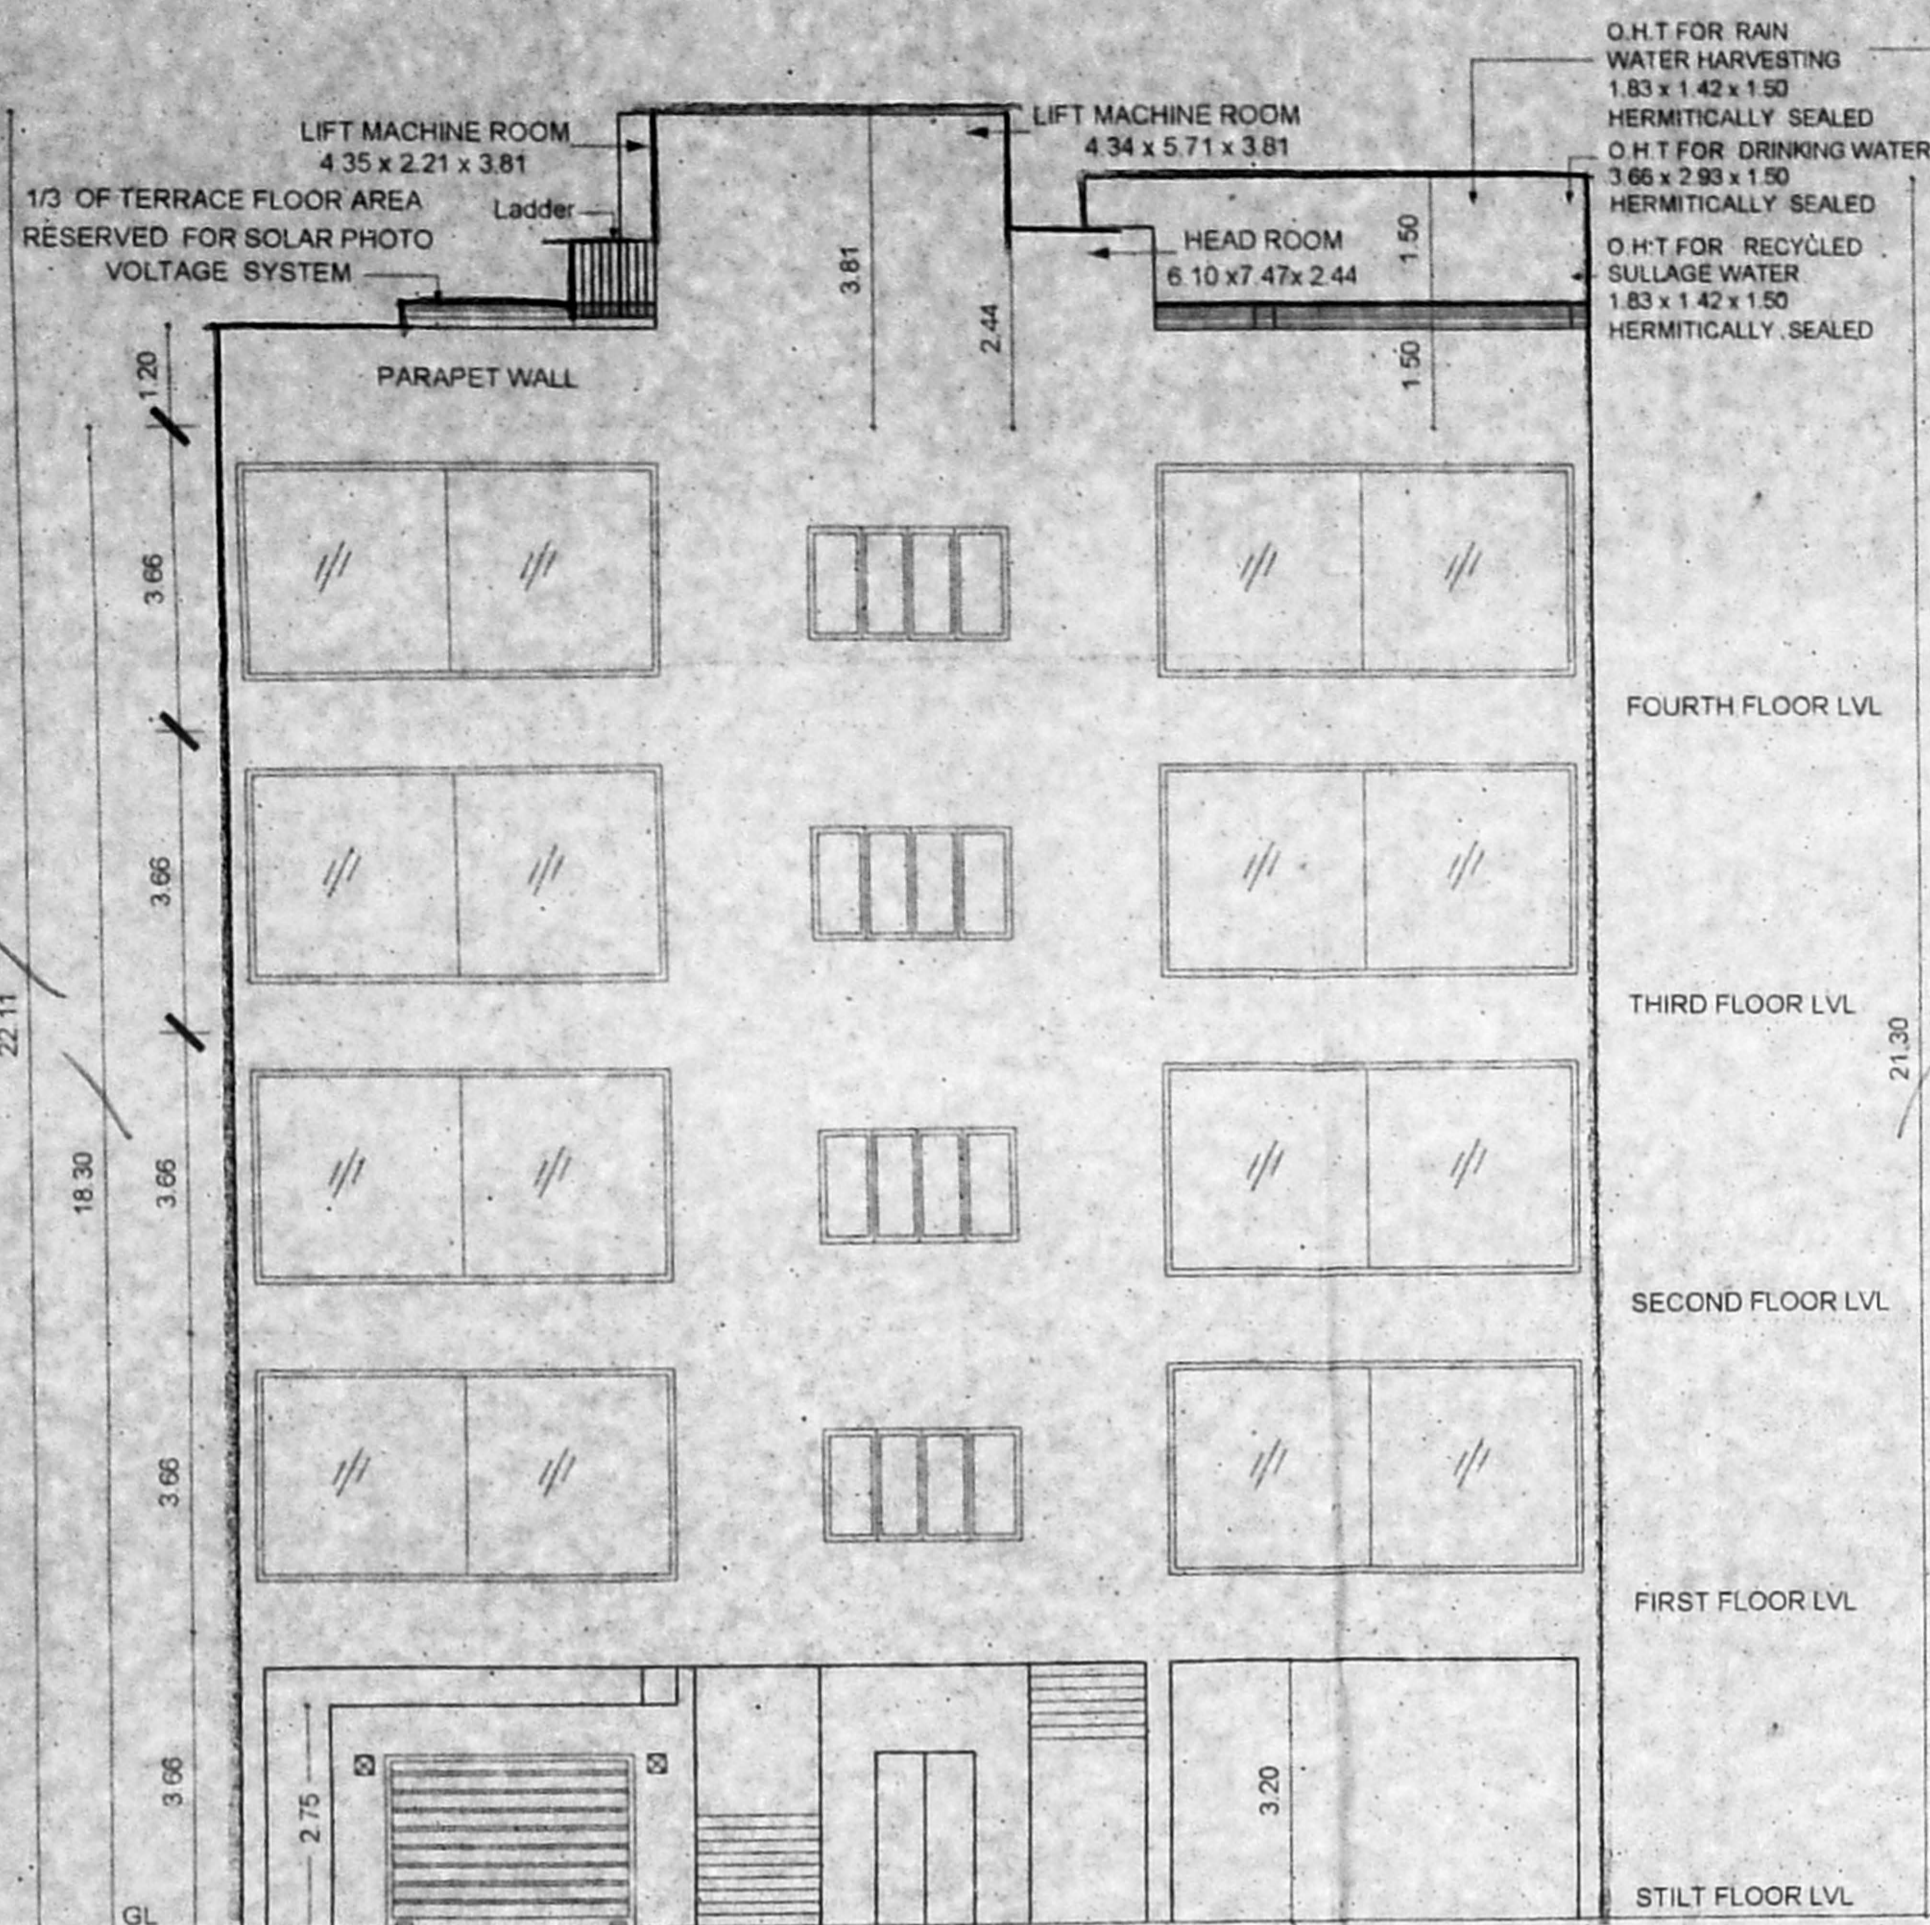 O.H.T FOR RAIN
WATER HARVESTING
1.83 x 1.42 x 1.50
HERMITICALLY SEALED
O.H.T FOR DRINKING WATER
3.66 x 2.93 x 1.50
HERMITICALLY SEALED
O.H.T FOR RECYCLED
SULLAGE WATER
1.83 x 1.42 x 1.50
HERMITICALLY SEALED
LIFT MACHINE ROOM
4.35 x 2.21 x 3.81
LIFT MACHINE ROOM
4.34 x 5.71 x 3.81
1/3 OF TERRACE FLOOR AREA
RESERVED FOR SOLAR PHOTO
VOLTAGE SYSTEM
Ladder
HEAD ROOM
6.10 x7.47x 2.44
3.81
2.44
1.50
1.50
1.20
PARAPET WALL
3.66
FOURTH FLOOR LVL
3.66
THIRD FLOOR LVL
22.11
21.30
18.30
3.66
SECOND FLOOR LVL
3.66
FIRST FLOOR LVL
3.66
2.75
3.20
STILT FLOOR LVL
GL